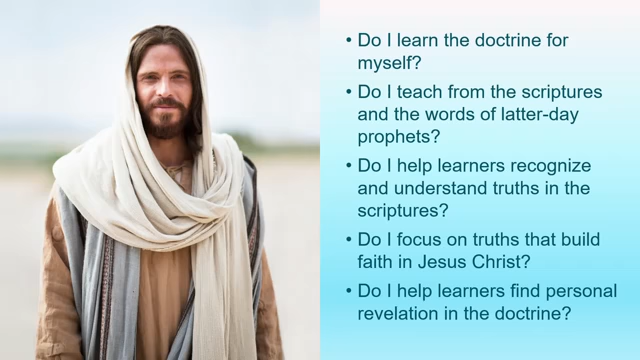 • Do I learn the doctrine for
myself?
• Do I teach from the scriptures
and the words of latter-day
prophets?
• Do I help learners recognize
and understand truths in the
scriptures?
• Do I focus on truths that build
faith in Jesus Christ?
• Do I help learners find personal
revelation in the doctrine?